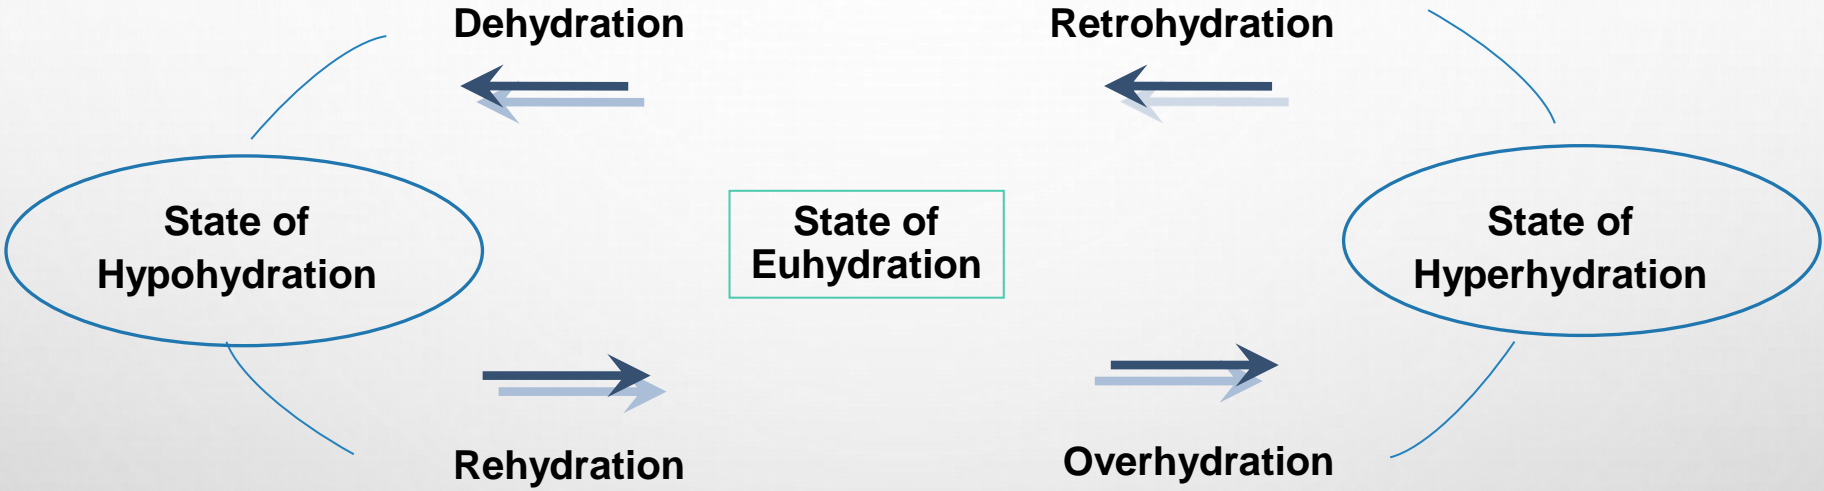 Dehydration
Retrohydration
State of
Hypohydration
State of
Euhydration
State of
Hyperhydration
Rehydration
Overhydration